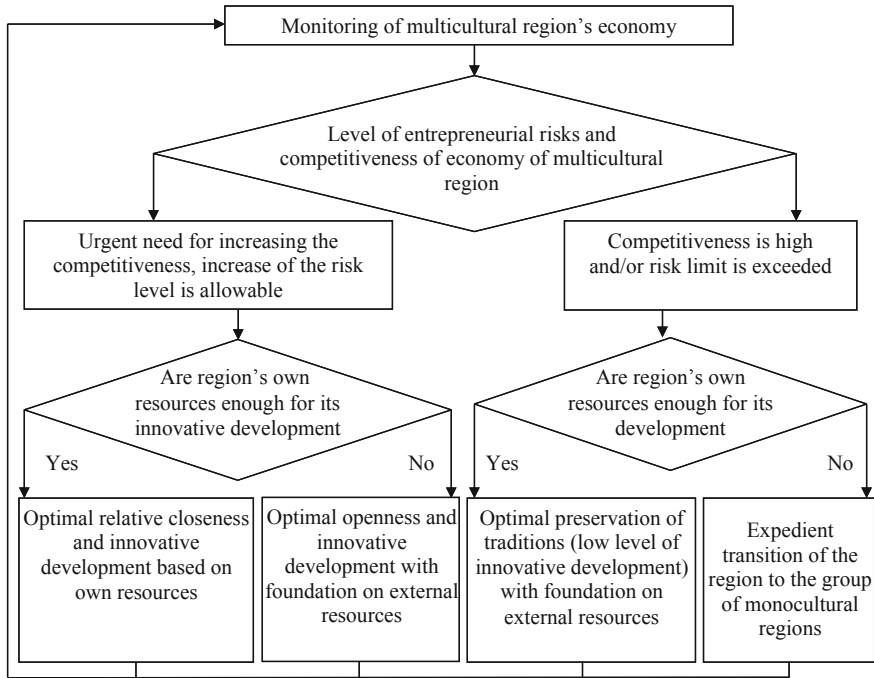 Monitoring of multicultural region’s economy
Level of entrepreneurial risks and
competitiveness of economy of multicultural
region
Urgent need for increasing the
competitiveness, increase of the risk
level is allowable
Competitiveness is high
and/or risk limit is exceeded
Are region’s own
resources enough for its
innovative development
Are region’s own
resources enough for its
development
Yes
No
Yes
No
Optimal relative closeness
and innovative
development based on
own resources
Optimal openness and
innovative
development with
foundation on external
resources
Optimal preservation of
traditions (low level of
innovative development)
with foundation on
external resources
Expedient
transition of the
region to the group
of monocultural
regions